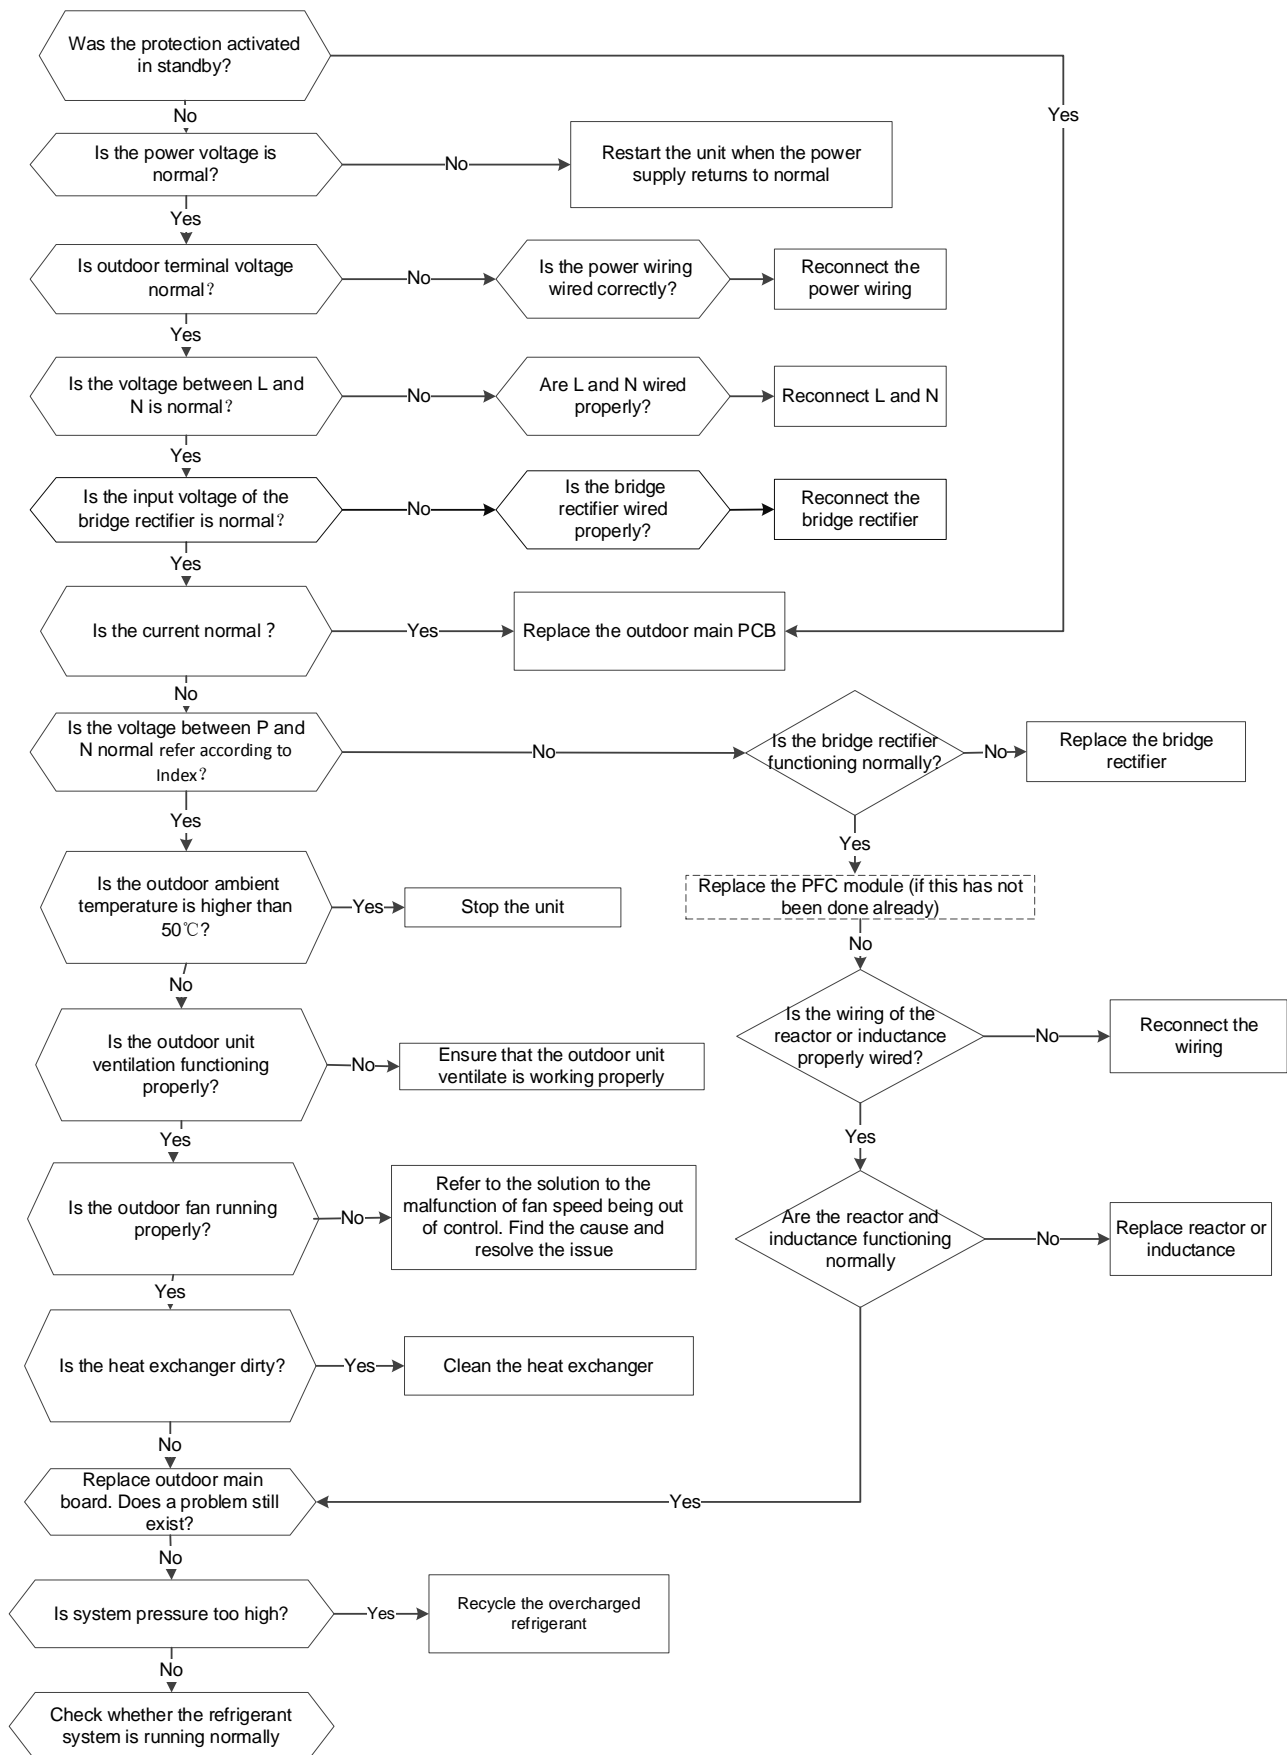 Was the protection activated
in standby?
Yes
No
Is the power voltage is
normal?
No
Restart the unit when the power
supply returns to normal
Yes
Is outdoor terminal voltage
normal？
No
Is the power wiring
wired correctly?
Reconnect the
power wiring
Yes
Is the voltage between L and
N is normal？
No
Are L and N wired
properly?
Reconnect L and N
Yes
Is the input voltage of the
bridge rectifier is normal？
No
Is the bridge
rectifier wired
properly?
Reconnect the
bridge rectifier
Yes
Is the current normal？
Yes
Replace the outdoor main PCB
No
Is the voltage between P and
N normal refer according to
Index？
No
Is the bridge rectifier
functioning normally?
No
Replace the bridge
rectifier
Yes
Yes
Is the outdoor ambient
temperature is higher than
50℃?
Yes
Stop the unit
Replace the PFC module (if this has not
been done already)
No
No
Is the outdoor unit
ventilation functioning
properly?
No
Ensure that the outdoor unit
ventilate is working properly
Is the wiring of the
reactor or inductance
properly wired?
No
Reconnect the
wiring
Yes
Yes
Is the outdoor fan running
properly?
No
Refer to the solution to the
malfunction of fan speed being out
of control. Find the cause and
resolve the issue
Are the reactor and
inductance functioning
normally
No
Replace reactor or
inductance
Yes
Is the heat exchanger dirty?
Yes
Clean the heat exchanger
No
Replace outdoor main
board. Does a problem still
exist?
Yes
No
Is system pressure too high?
Yes
Recycle the overcharged
refrigerant
No
Check whether the refrigerant
system is running normally